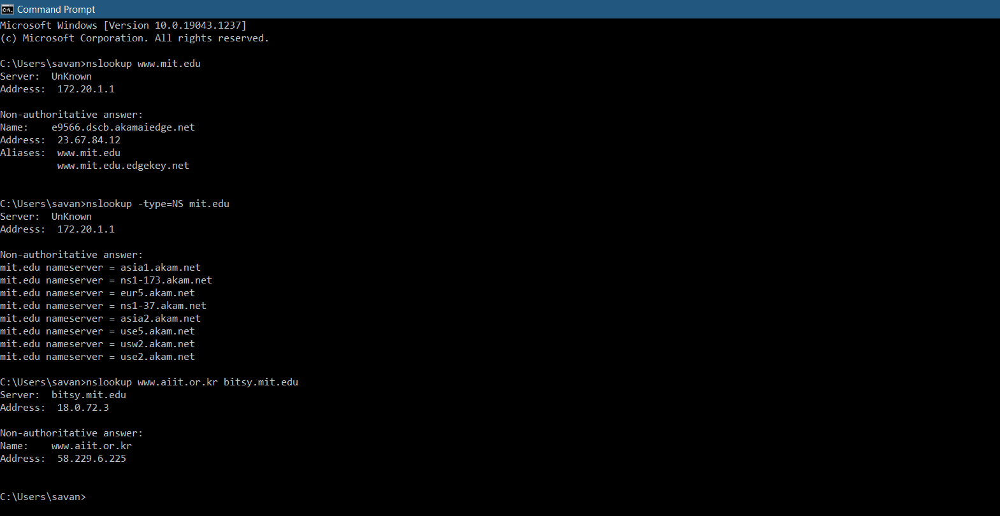 Command Prompt
Microsoft Windows [Version 10.0.19043.1237]
(c) Microsoft Corporation. All rights reserved.
C:\Users\savan>nslookup www.mit.edu
Server:  UnKnown
Address:  172.20.1.1
Non-authoritative answer:
Name:    e9566.dscb.akamaiedge.net
Address:  23.67.84.12
Aliases:  www.mit.edu
          www.mit.edu.edgekey.net
C:\Users\savan>nslookup -type=NS mit.edu
Server:  UnKnown
Address:  172.20.1.1
Non-authoritative answer:
mit.edu nameserver = asia1.akam.net
mit.edu nameserver = ns1-173.akam.net
mit.edu nameserver = eur5.akam.net
mit.edu nameserver = ns1-37.akam.net
mit.edu nameserver = asia2.akam.net
mit.edu nameserver = use5.akam.net
mit.edu nameserver = usw2.akam.net
mit.edu nameserver = use2.akam.net
C:\Users\savan>nslookup www.aiit.or.kr bitsy.mit.edu
Server:  bitsy.mit.edu
Address:  18.0.72.3
Non-authoritative answer:
Name:    www.aiit.or.kr
Address:  58.229.6.225
C:\Users\savan>